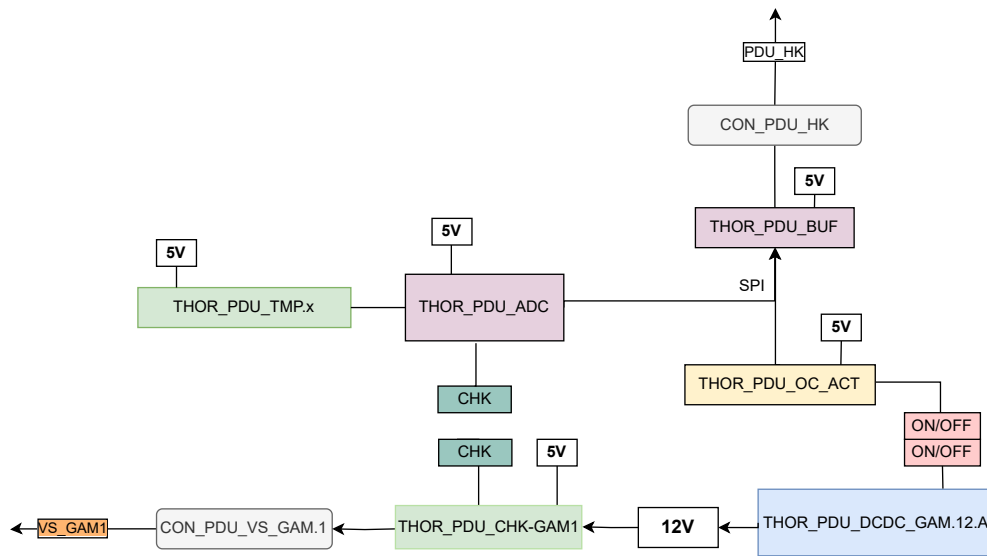 PDU_HK
CON_PDU_HK
5V
THOR_PDU_BUF
5V
5V
THOR_PDU_TMP.x
THOR_PDU_ADC
SPI
5V
THOR_PDU_OC_ACT
CHK
ON/OFF
ON/OFF
CHK
5V
VS_GAM1
CON_PDU_VS_GAM.1
THOR_PDU_CHK-GAM1
12V
THOR_PDU_DCDC_GAM.12.A